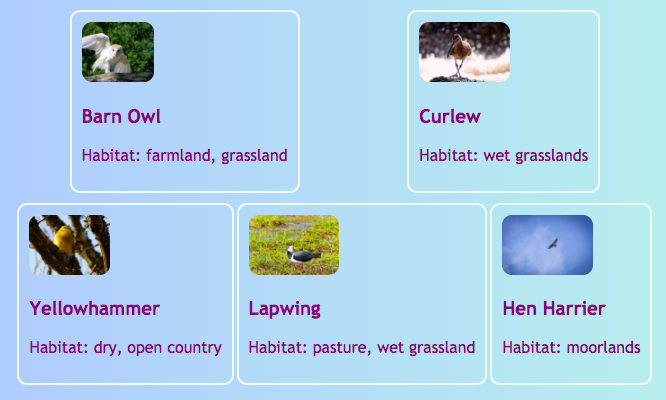 Barn Owl
Habitat: farmland, grassland
Curlew
Habitat: wet grasslands
Yellowhammer
Habitat: dry, open country
Lapwing
Habitat: pasture, wet grassland
Hen Harrier
Habitat: moorlands